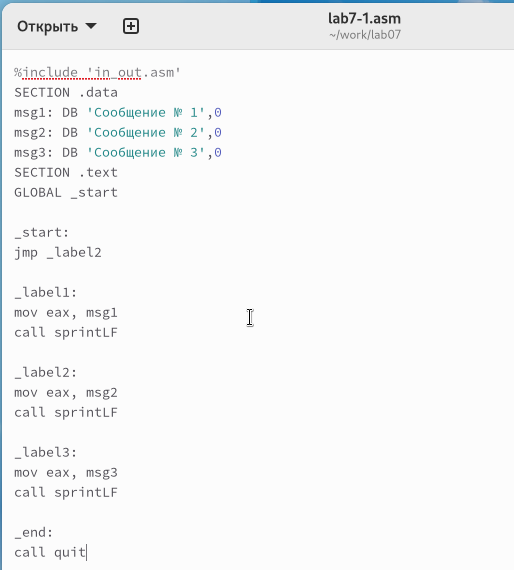 Открыть
lab7-1.asm
~/work/lab07
%include 'in_out.asm'
SECTION .data
msg1: DB 'Сообщение № 1',0
msg2: DB 'Сообщение № 2',0
msg3: DB 'Сообщение № 3',0
SECTION .text
GLOBAL _start
_start:
jmp _label2
_label1:
mov eax, msg1
call sprintLF
_label2:
mov eax, msg2
call sprintLF
_label3:
mov eax, msg3
call sprintLF
_end:
call quit